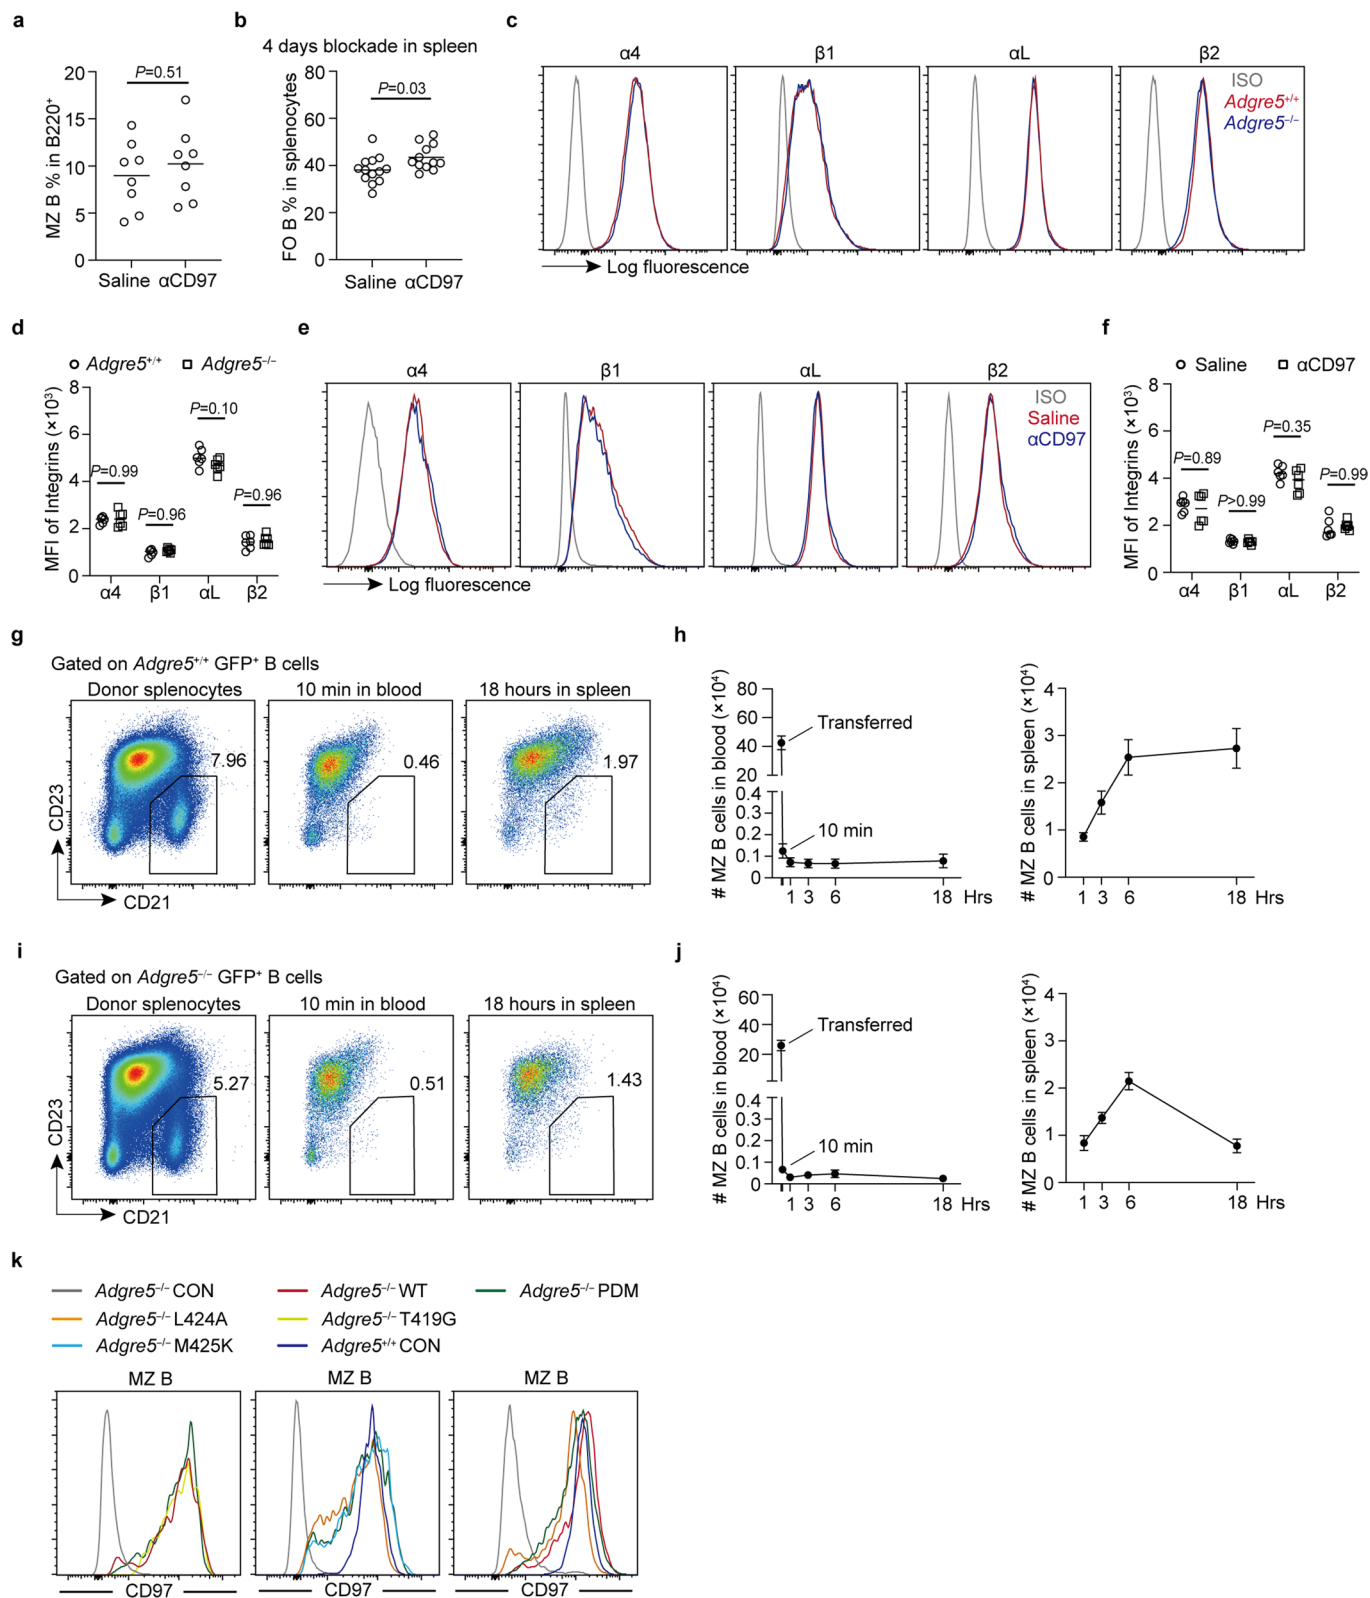 a
P=0.51
MZ B % in B220⁺
20
15
10
5
0
Saline αCD97
b
4 days blockade in spleen
P=0.03
FO B % in splenocytes
80
60
40
20
0
Saline αCD97
c
α4 β1 αL β2
ISO
Adgre5⁺/⁺
Adgre5⁻/⁻
Log fluorescence
d
Adgre5⁺/⁺ Adgre5⁻/⁻
MFI of Integrins (×10³)
8
6
4
2
0
P=0.99
P=0.96
P=0.10
P=0.96
α4 β1 αL β2
e
α4 β1 αL β2
ISO
Saline
αCD97
Log fluorescence
f
Saline αCD97
MFI of Integrins (×10³)
8
6
4
2
0
P=0.89
P>0.99
P=0.35
P=0.99
α4 β1 αL β2
g
Gated on Adgre5⁺/⁺ GFP⁺ B cells
Donor splenocytes 10 min in blood 18 hours in spleen
7.96 0.46 1.97
CD23
CD21
h
# MZ B cells in blood (×10⁴)
80
60
40
20
0.4
0.3
0.2
0.1
0
Transferred
10 min
1 3 6 18 Hrs
# MZ B cells in spleen (×10⁴)
4
3
2
1
0
1 3 6 18 Hrs
i
Gated on Adgre5⁻/⁻ GFP⁺ B cells
Donor splenocytes 10 min in blood 18 hours in spleen
5.27 0.51 1.43
CD23
CD21
j
# MZ B cells in blood (×10⁴)
60
40
20
0.4
0.3
0.2
0.1
0
Transferred
10 min
1 3 6 18 Hrs
# MZ B cells in spleen (×10⁴)
4
3
2
1
0
1 3 6 18 Hrs
k
Adgre5⁻/⁻ CON Adgre5⁻/⁻ WT Adgre5⁻/⁻ PDM
Adgre5⁻/⁻ L424A Adgre5⁻/⁻ T419G
Adgre5⁻/⁻ M425K Adgre5⁺/⁺ CON
MZ B MZ B MZ B
CD97 CD97 CD97